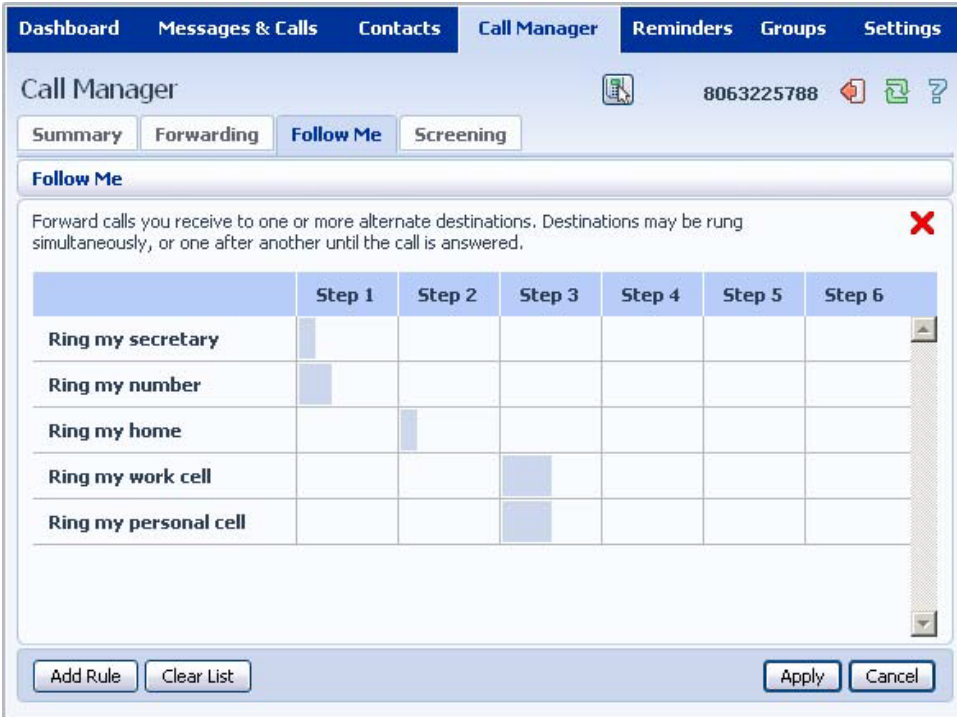 Dashboard Messages & Calls Contacts Call Manager Reminders Groups Settings
Call Manager 8063225788
Summary Forwarding Follow Me Screening
Follow Me
Forward calls you receive to one or more alternate destinations. Destinations may be rung
simultaneously, or one after another until the call is answered.
Step 1 Step 2 Step 3 Step 4 Step 5 Step 6
Ring my secretary
Ring my number
Ring my home
Ring my work cell
Ring my personal cell
Add Rule Clear List Apply Cancel